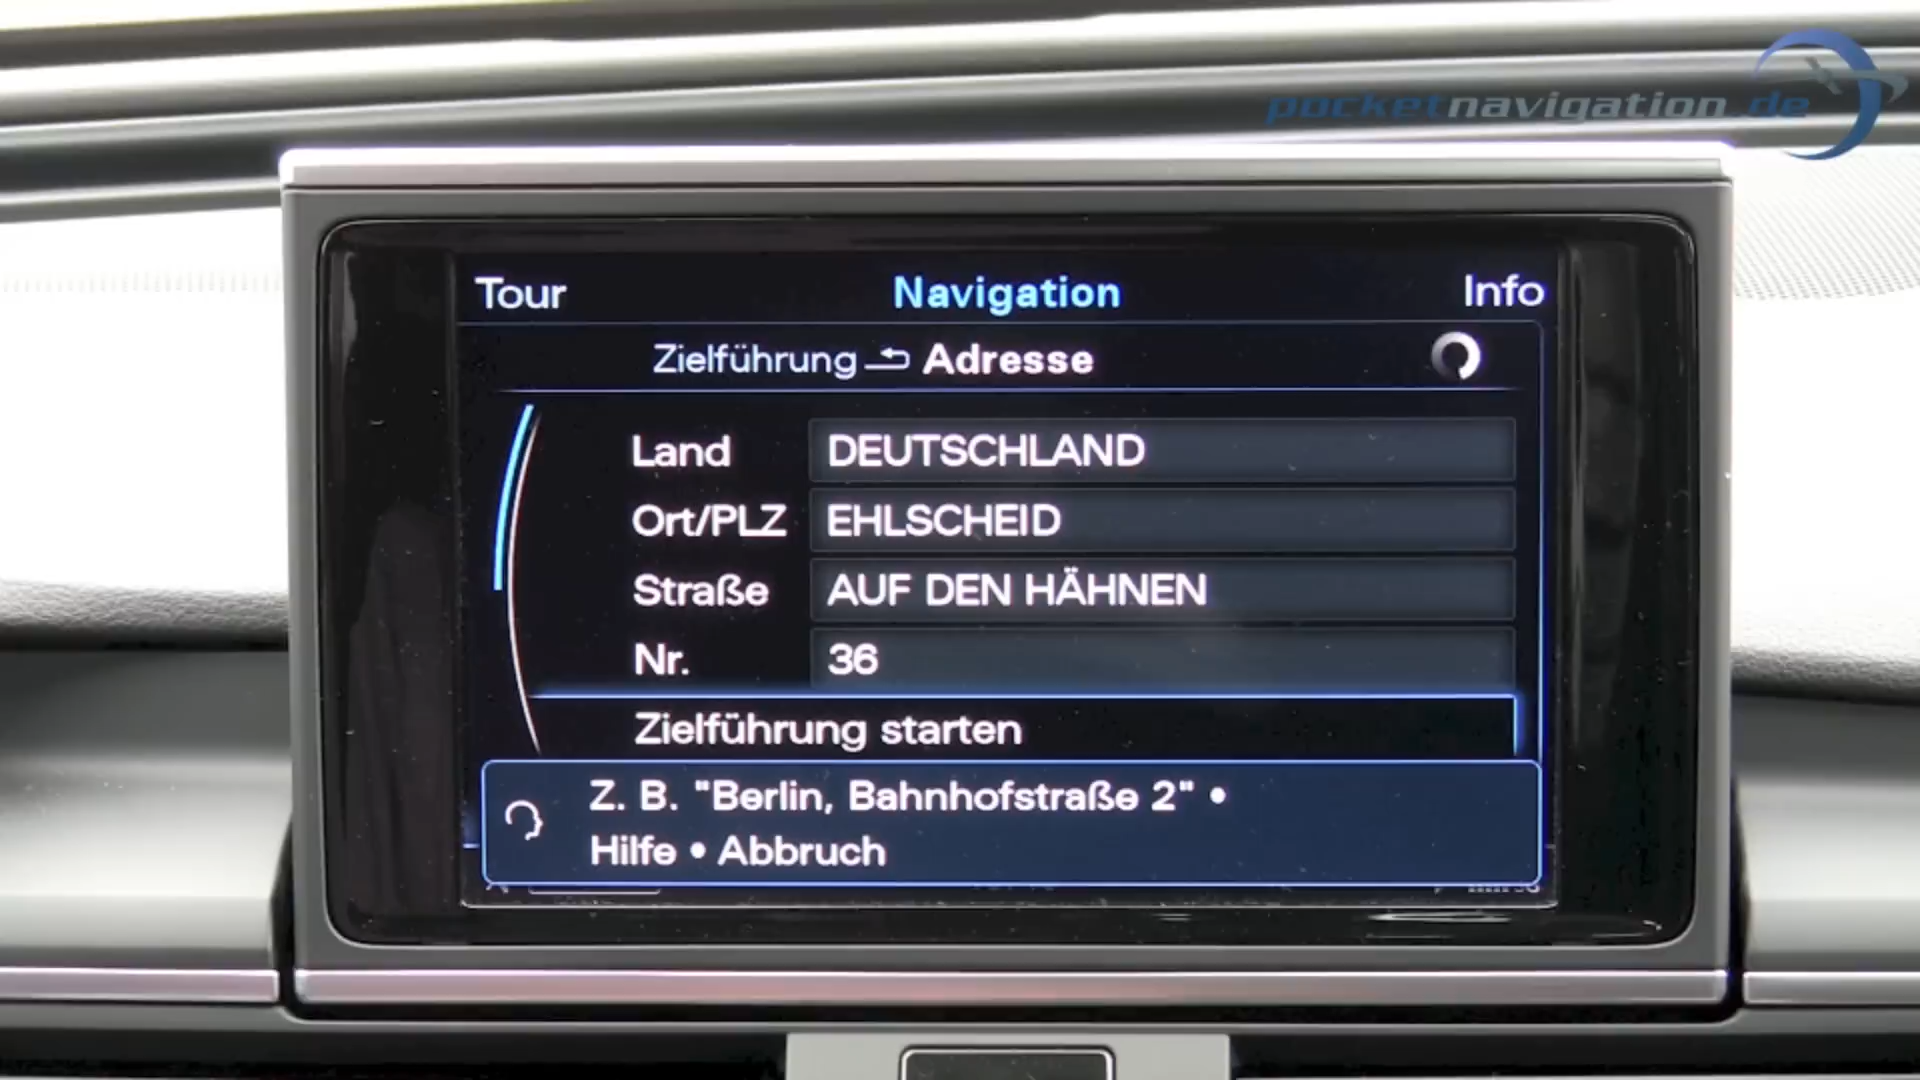 pocketnavigation.de
Tour Navigation Info
Zielführung Adresse
Land DEUTSCHLAND
Ort/PLZ EHLSCHEID
Straße AUF DEN HÄHNEN
Nr. 36
Zielführung starten
Z. B. "Berlin, Bahnhofstraße 2" •
Hilfe • Abbruch